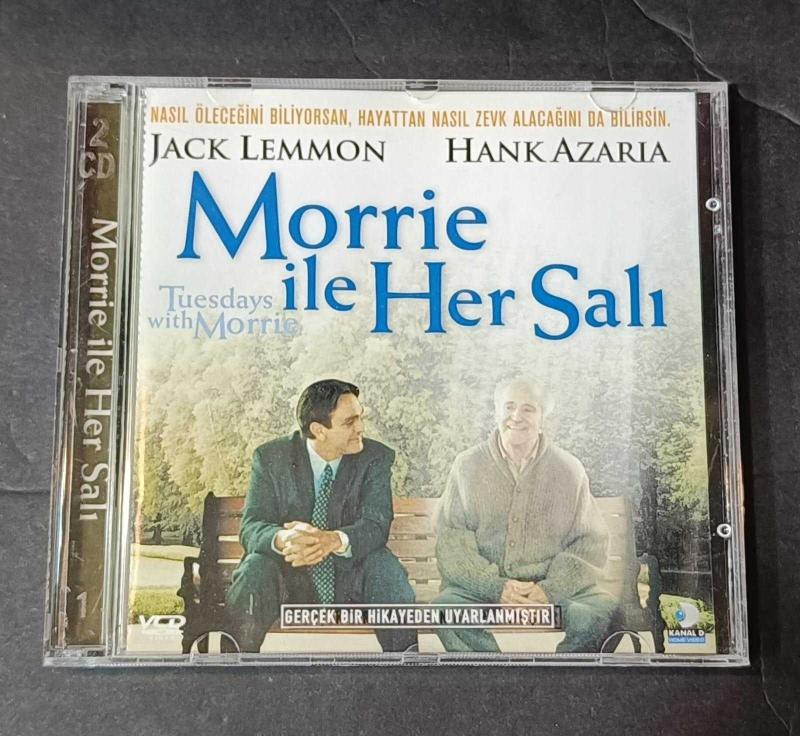 NASIL ÖLECEĞİNİ BİLİYORSAN, HAYATTAN NASIL ZEVK ALACAĞINI DA BİLİRSİN.
JACK LEMMON HANK AZARIA
Morrie
ile Her Salı
Tuesdays
with Morrie
GERÇEK BİR HİKAYEDEN UYARLANMIŞTIR
VCD
KANAL D
HOME VIDEO
2
CD
Morrie ile Her Salı
1